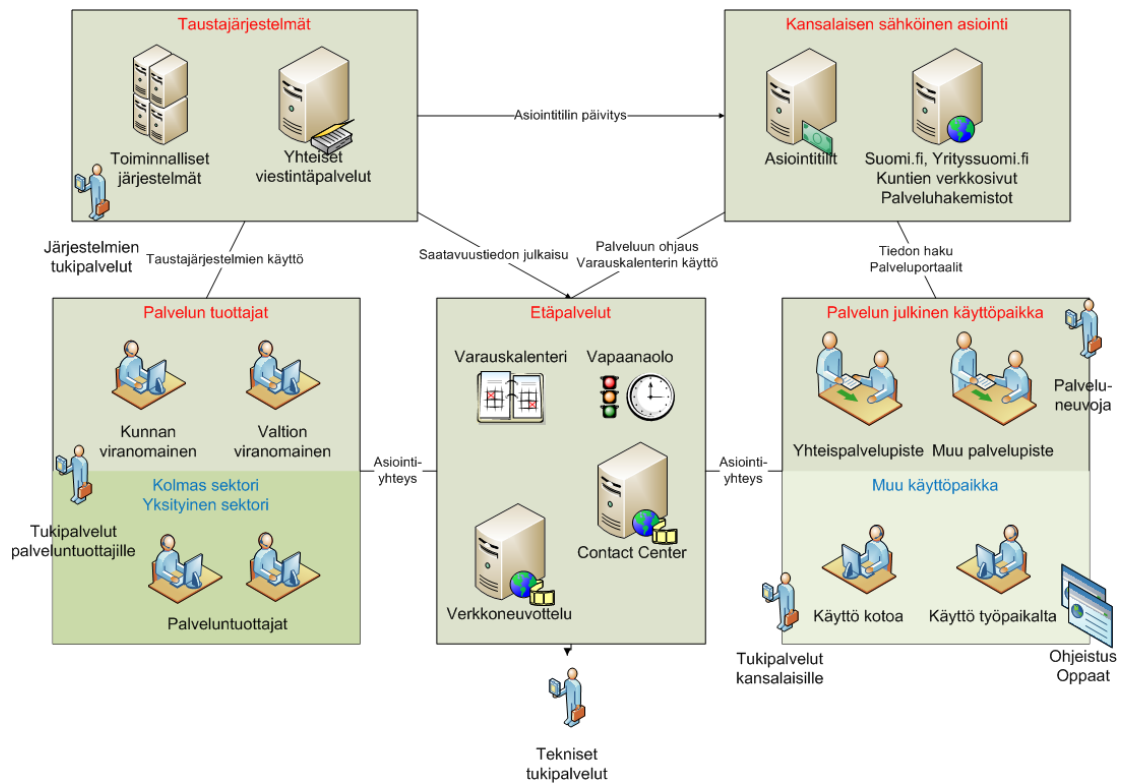 Taustajärjestelmät
Toiminnalliset
järjestelmät
Yhteiset
viestintäpalvelut
Järjestelmien
tukipalvelut
Asiointitilin päivitys
Kansalaisen sähköinen asiointi
Asiointitilit
Suomi.fi, Yrityssuomi.fi
Kuntien verkkosivut
Palveluhakemistot
Taustajärjestelmien käyttö
Saatavuustiedon julkaisu
Palveluun ohjaus
Varauskalenterin käyttö
Tiedon haku
Palveluportaalit
Palvelun tuottajat
Kunnan
viranomainen
Valtion
viranomainen
Kolmas sektori
Yksityinen sektori
Tukipalvelut
palveluntuottajille
Palveluntuottajat
Asiointi-
yhteys
Etäpalvelut
Varauskalenteri
Vapaanaolo
Contact Center
Verkkoneuvottelu
Tekniset
tukipalvelut
Asiointi-
yhteys
Palvelun julkinen käyttöpaikka
Palvelu-
neuvoja
Yhteispalvelupiste
Muu palvelupiste
Muu käyttöpaikka
Käyttö kotoa
Käyttö työpaikalta
Tukipalvelut
kansalaisille
Ohjeistus
Oppaat